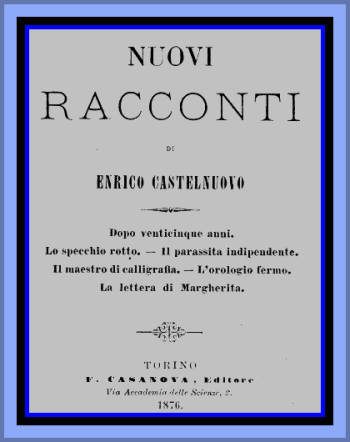 NUOVI
RACCONTI
DI
ENRICO CASTELNUOVO
Dopo venticinque anni.
Lo specchio rotto. — Il parassita indipendente.
Il maestro di calligrafia. — L'orologio fermo.
La lettera di Margherita.
TORINO
F. CASANOVA, Editore
Via Accademia delle Scienze, 2.
1876.